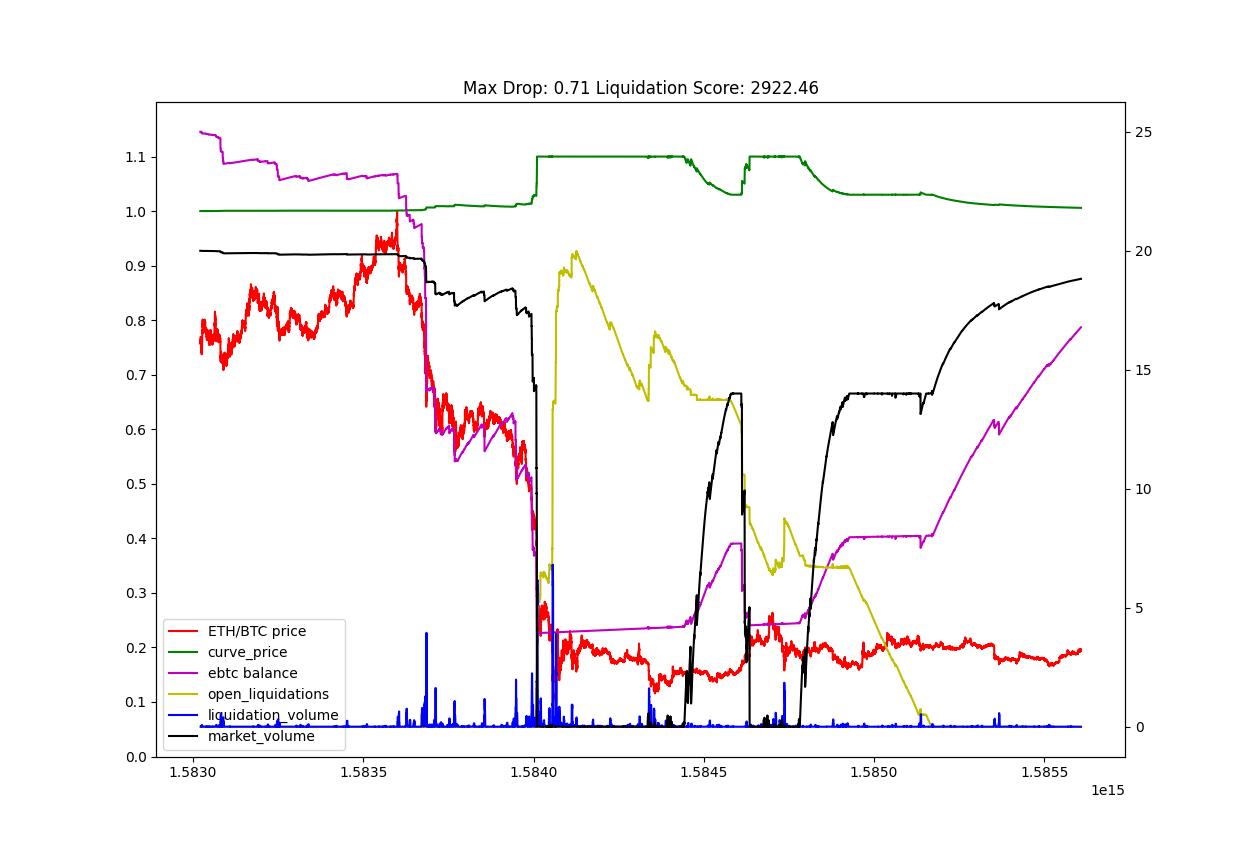 Max Drop: 0.71 Liquidation Score: 2922.46
1.1
1.0
0.9
0.8
0.7
0.6
0.5
0.4
0.3
0.2
0.1
0.0
25
20
15
10
5
0
ETH/BTC price
curve_price
ebtc balance
open_liquidations
liquidation_volume
market_volume
1.5830 1.5835 1.5840 1.5845 1.5850 1.5855
1e15